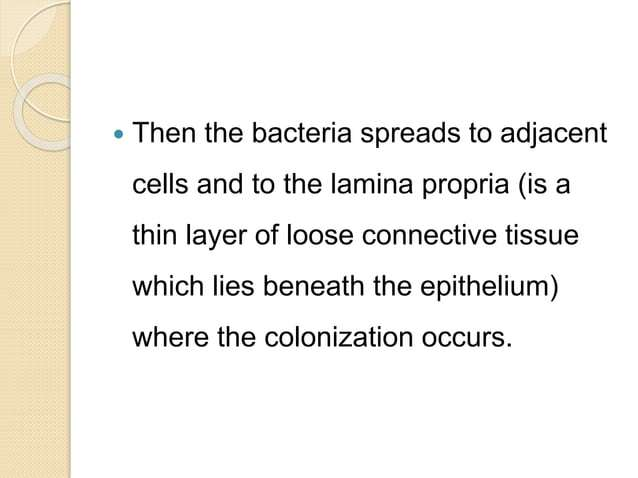 • Then the bacteria spreads to adjacent
cells and to the lamina propria (is a
thin layer of loose connective tissue
which lies beneath the epithelium)
where the colonization occurs.